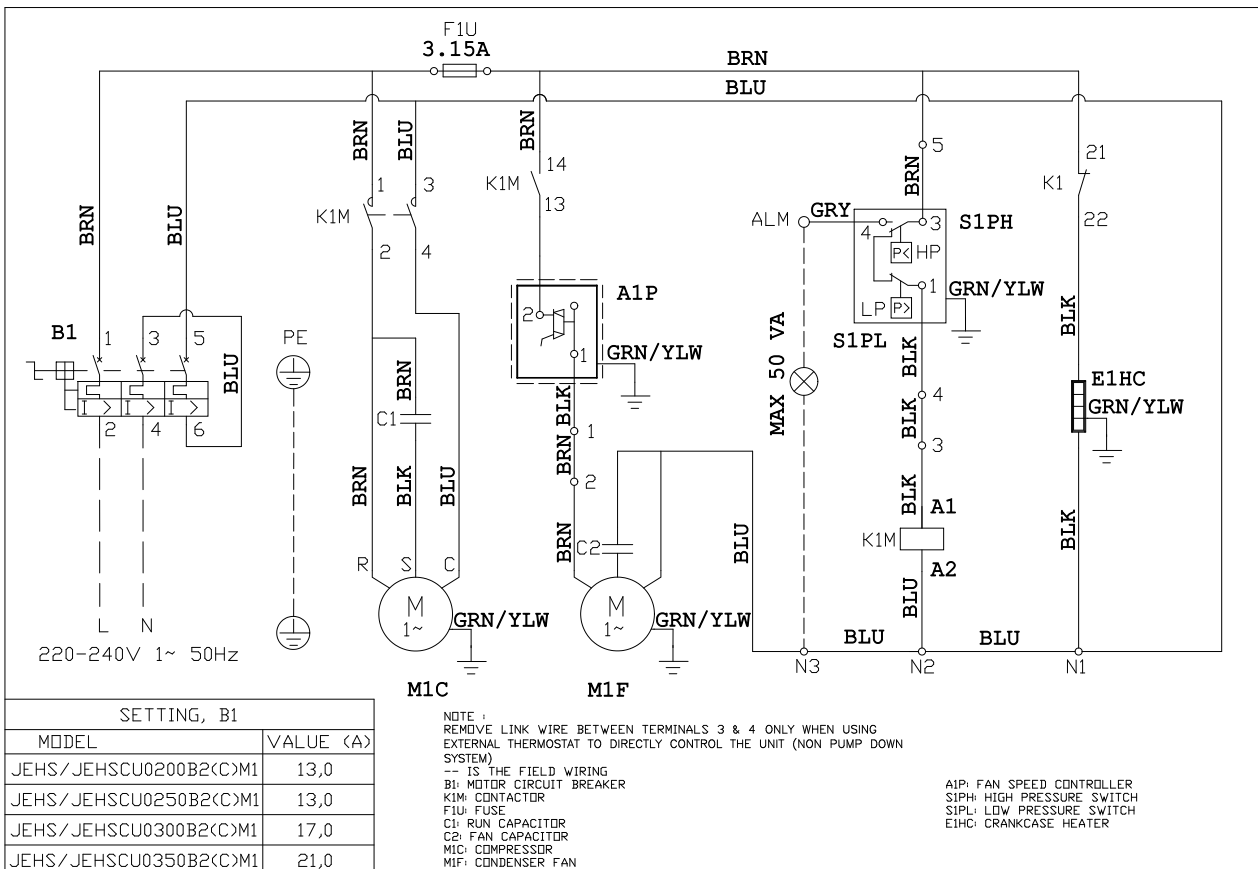 F1U
3.15A
BRN
BLU
BRN
BLU
BRN
14
K1M
13
5
BRN
21
K1
22
BRN
BLU
1
3
K1M
2
4
ALM
GRY
4
3
S1PH
P<
HP
1
GRN/YLW
LP
P>
S1PL
A1P
2
1
GRN/YLW
B1
1
3
5
BLU
I >
I >
I >
2
4
6
PE
BRN
C1
BLK
BRN
1
2
MAX 50 VA
BLK
4
BLK
3
BLK
E1HC
GRN/YLW
BRN
BLK
BLU
BRN
C2
BLU
BLK
A1
K1M
A2
BLU
BLK
R
S
C
M
1~
GRN/YLW
M
1~
GRN/YLW
L
N
220-240V 1~ 50Hz
BLU
BLU
N3
N2
N1
M1C
M1F
SETTING, B1
MODEL
VALUE (A)
JEHS/JEHSCU0200B2(C)M1
13,0
JEHS/JEHSCU0250B2(C)M1
13,0
JEHS/JEHSCU0300B2(C)M1
17,0
JEHS/JEHSCU0350B2(C)M1
21,0
NOTE :
REMOVE LINK WIRE BETWEEN TERMINALS 3 & 4 ONLY WHEN USING
EXTERNAL THERMOSTAT TO DIRECTLY CONTROL THE UNIT (NON PUMP DOWN
SYSTEM)
-- IS THE FIELD WIRING
B1: MOTOR CIRCUIT BREAKER
K1M: CONTACTOR
F1U: FUSE
C1: RUN CAPACITOR
C2: FAN CAPACITOR
M1C: COMPRESSOR
M1F: CONDENSER FAN
A1P: FAN SPEED CONTROLLER
S1PH: HIGH PRESSURE SWITCH
S1PL: LOW PRESSURE SWITCH
E1HC: CRANKCASE HEATER